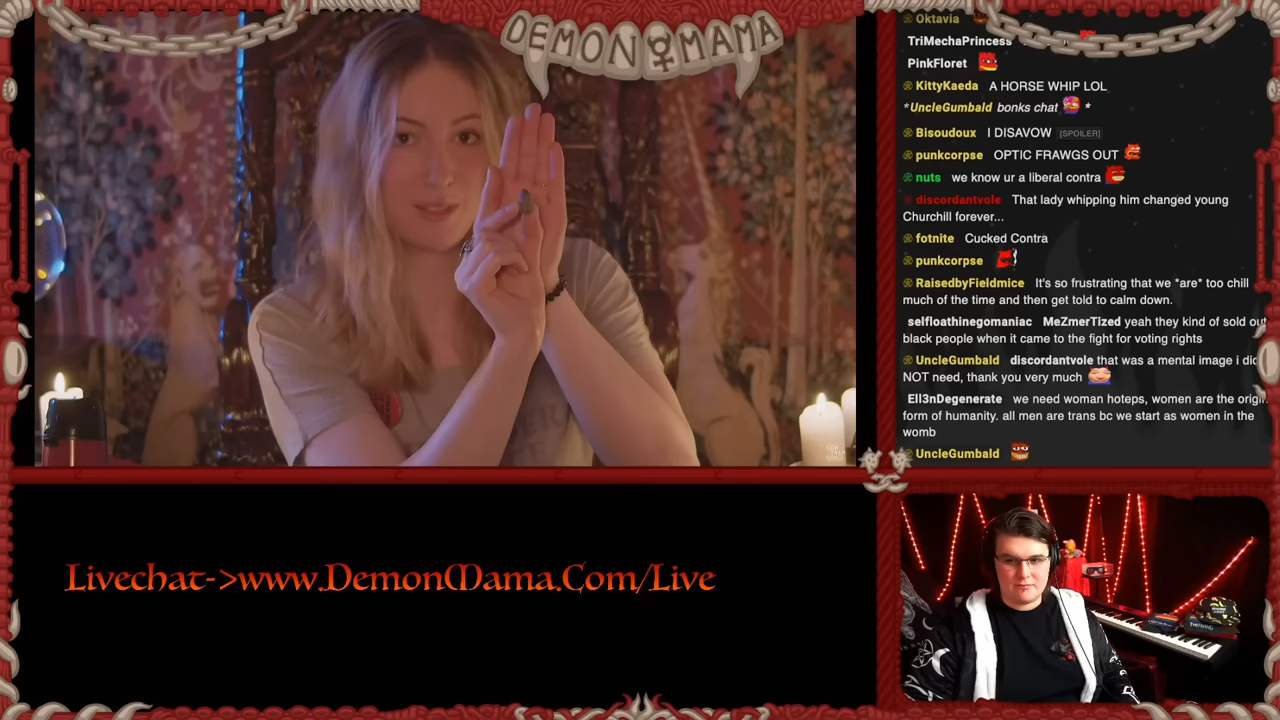 DEMON MAMA
Oktavia
TriMechaPrincess
PinkFloret
KittyKaeda A HORSE WHIP LOL
*UncleGumbald bonks chat *
Bisoudoux I DISAVOW [SPOILER]
punkcorpse OPTIC FRAWGS OUT
nuts we know ur a liberal contra
discordantvole That lady whipping him changed young
Churchill forever...
fotnite Cucked Contra
punkcorpse
RaisedbyFieldmice It's so frustrating that we *are* too chill
much of the time and then get told to calm down.
selfloathinegomaniac MeZmerTized yeah they kind of sold out
black people when it came to the fight for voting rights
UncleGumbald discordantvole that was a mental image i did
NOT need, thank you very much
Ell3nDegenerate we need woman hoteps, women are the origin
form of humanity. all men are trans bc we start as women in the
womb
UncleGumbald
Livechat->www.DemonMama.Com/Live